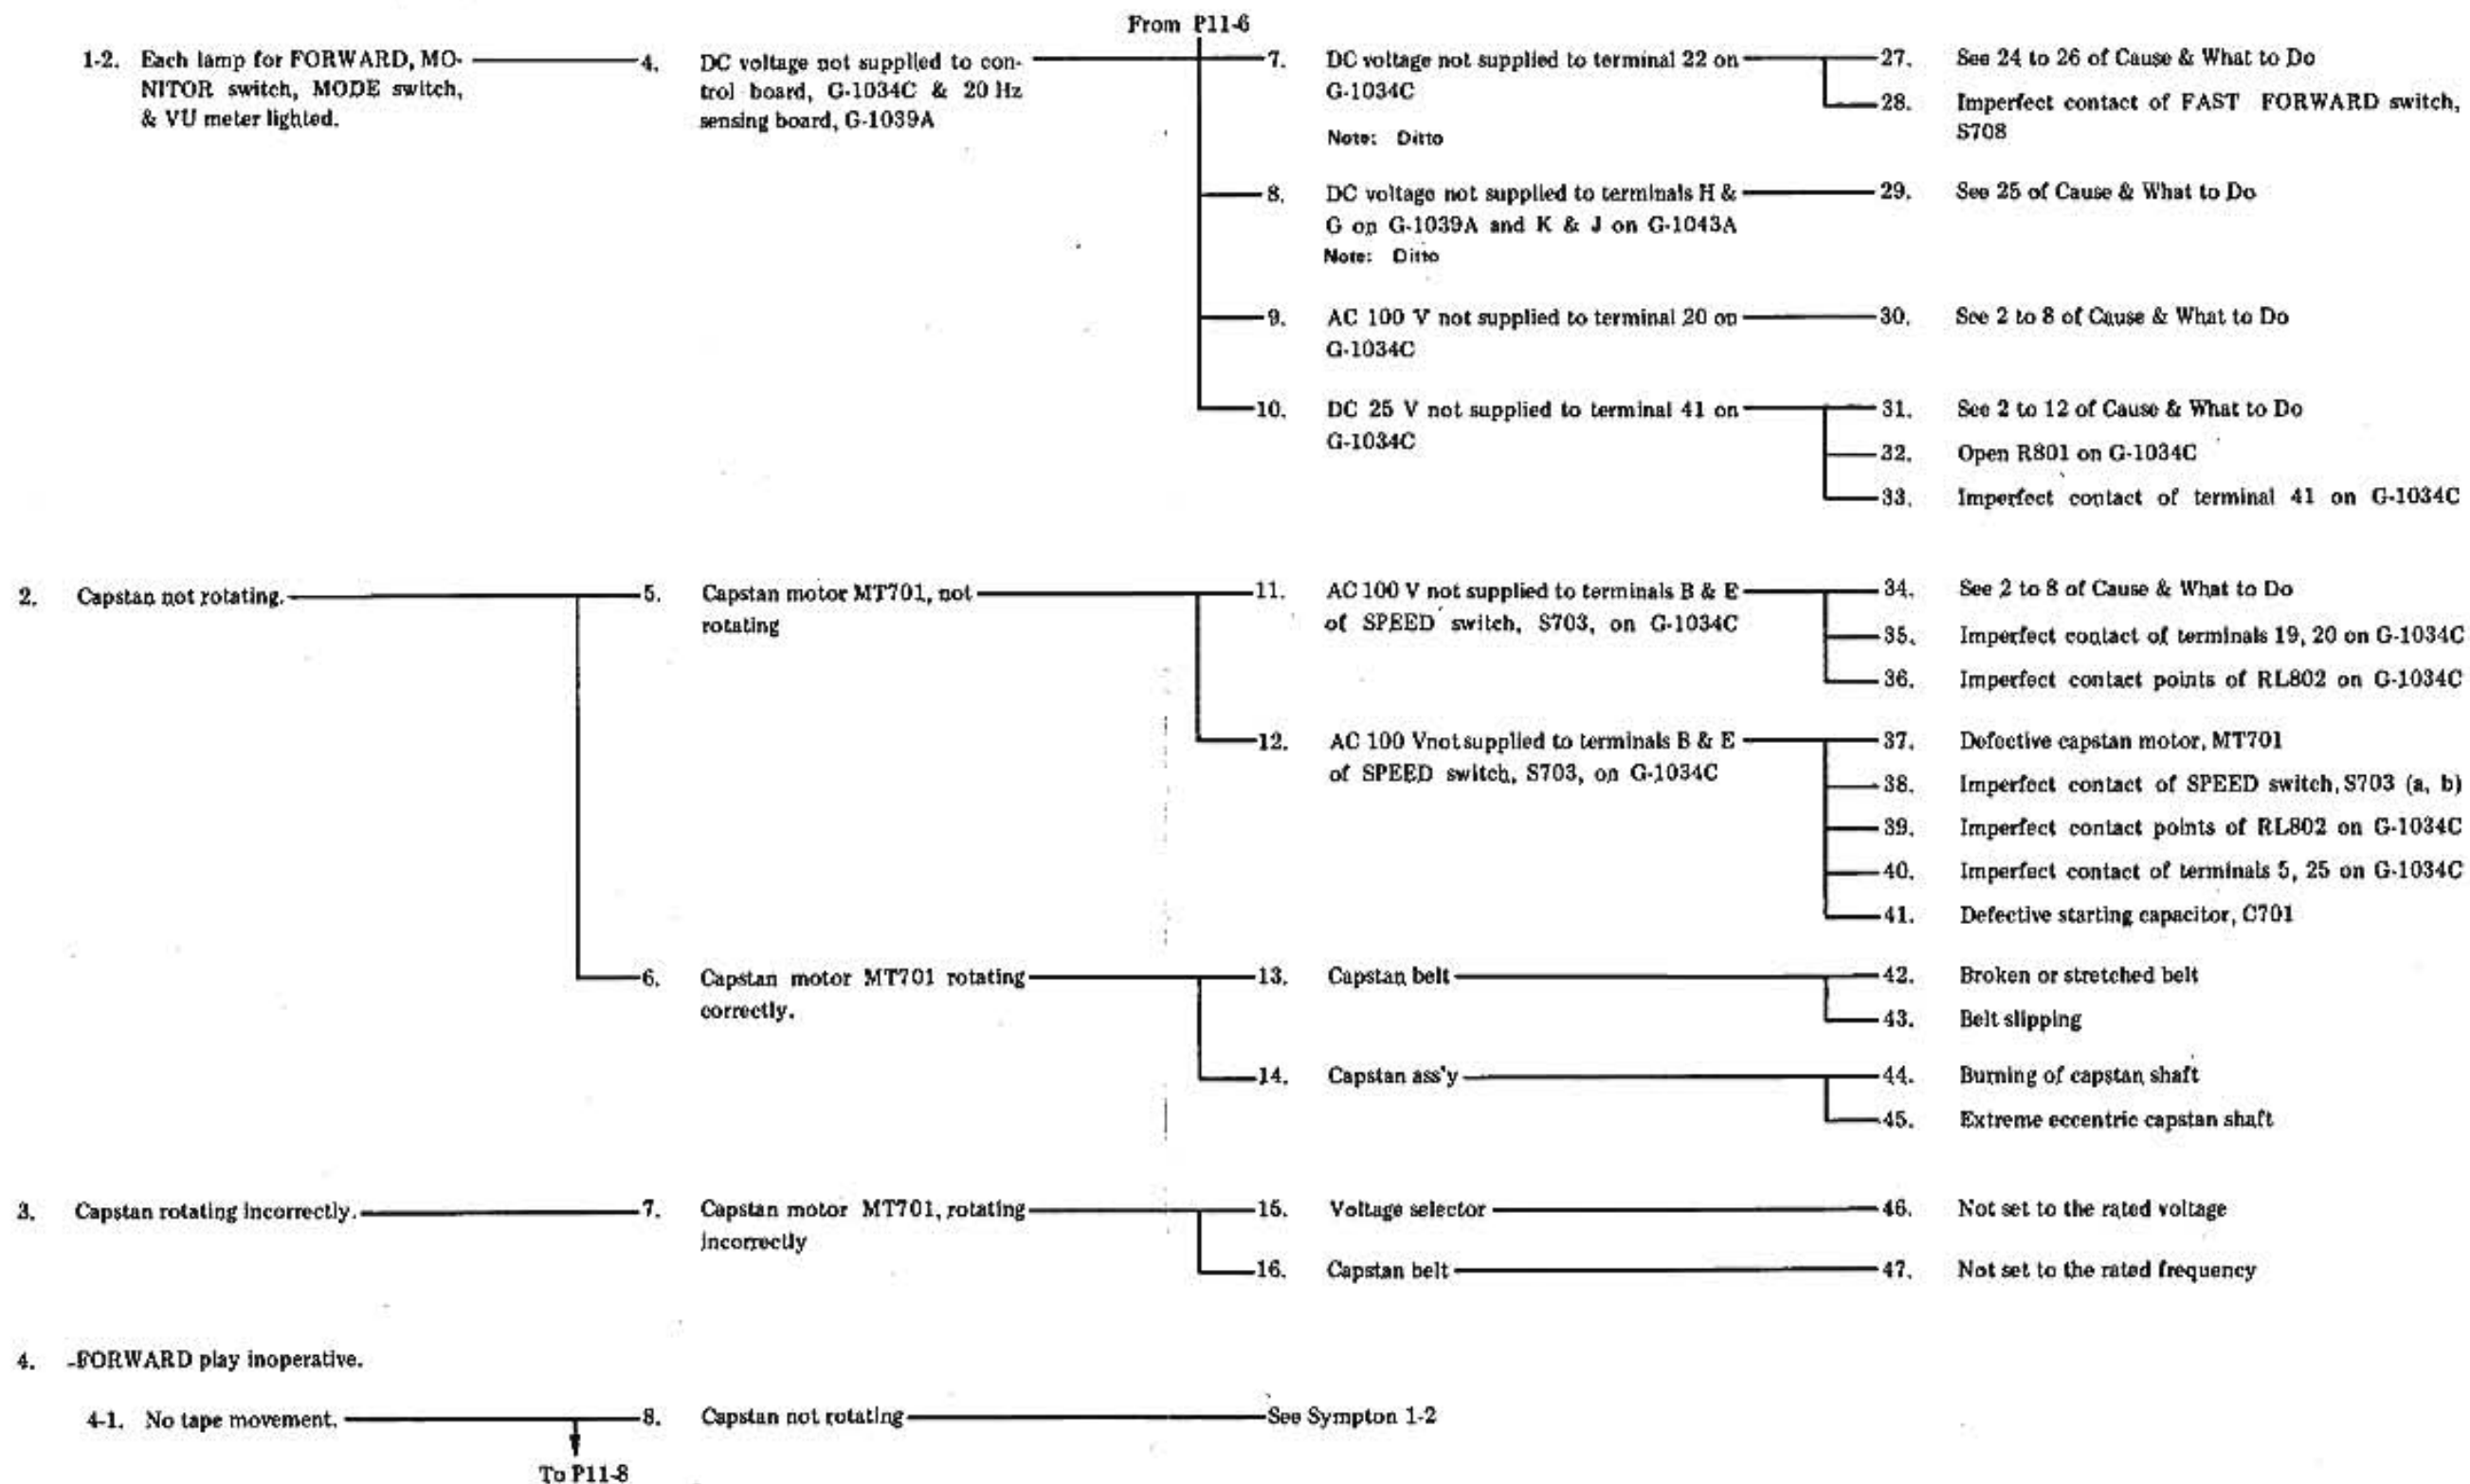 From P11-6
1-2. Each lamp for FORWARD, MO-
NITOR switch, MODE switch,
& VU meter lighted.
4. DC voltage not supplied to con-
trol board, G-1034C & 20 Hz
sensing board, G-1039A
7. DC voltage not supplied to terminal 22 on
G-1034C
Note: Ditto
27. See 24 to 26 of Cause & What to Do
28. Imperfect contact of FAST FORWARD switch,
S708
8. DC voltage not supplied to terminals H &
G on G-1039A and K & J on G-1043A
Note: Ditto
29. See 25 of Cause & What to Do
9. AC 100 V not supplied to terminal 20 on
G-1034C
30. See 2 to 8 of Cause & What to Do
10. DC 25 V not supplied to terminal 41 on
G-1034C
31. See 2 to 12 of Cause & What to Do
32. Open R801 on G-1034C
33. Imperfect contact of terminal 41 on G-1034C
2. Capstan not rotating.
5. Capstan motor MT701, not
rotating
11. AC 100 V not supplied to terminals B & E
of SPEED switch, S703, on G-1034C
34. See 2 to 8 of Cause & What to Do
35. Imperfect contact of terminals 19, 20 on G-1034C
36. Imperfect contact points of RL802 on G-1034C
12. AC 100 Vnot supplied to terminals B & E
of SPEED switch, S703, on G-1034C
37. Defective capstan motor, MT701
38. Imperfect contact of SPEED switch, S703 (a, b)
39. Imperfect contact points of RL802 on G-1034C
40. Imperfect contact of terminals 5, 25 on G-1034C
41. Defective starting capacitor, C701
6. Capstan motor MT701 rotating
correctly.
13. Capstan belt
42. Broken or stretched belt
43. Belt slipping
14. Capstan ass'y
44. Burning of capstan shaft
45. Extreme eccentric capstan shaft
3. Capstan rotating incorrectly.
7. Capstan motor MT701, rotating
incorrectly
15. Voltage selector
46. Not set to the rated voltage
16. Capstan belt
47. Not set to the rated frequency
4. -FORWARD play inoperative.
4-1. No tape movement.
8. Capstan not rotating
See Sympton 1-2
To P11-8